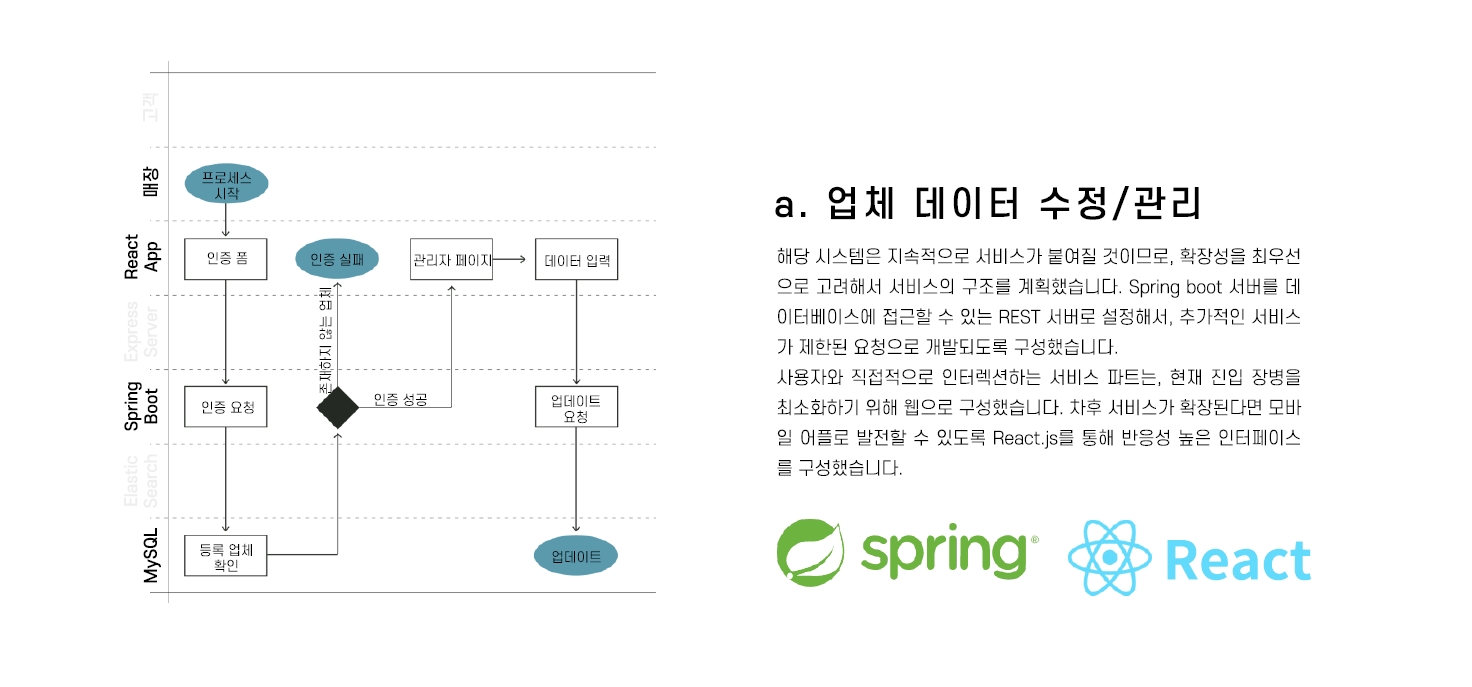 고객
매장
React
App
Express
Server
Spring
Boot
Elastic
Search
MySQL
프로세스
시작
인증 폼
인증 실패
관리자 페이지
데이터 입력
존재하지 않는 업체
인증 요청
인증 성공
업데이트
요청
등록 업체
확인
업데이트
a. 업체 데이터 수정/관리
해당 시스템은 지속적으로 서비스가 붙여질 것이므로, 확장성을 최우선
으로 고려해서 서비스의 구조를 계획했습니다. Spring boot 서버를 데
이터베이스에 접근할 수 있는 REST 서버로 설정해서, 추가적인 서비스
가 제한된 요청으로 개발되도록 구성했습니다.
사용자와 직접적으로 인터렉션하는 서비스 파트는, 현재 진입 장병을
최소화하기 위해 웹으로 구성했습니다. 차후 서비스가 확장된다면 모바
일 어플로 발전할 수 있도록 React.js를 통해 반응성 높은 인터페이스
를 구성했습니다.
spring®
React